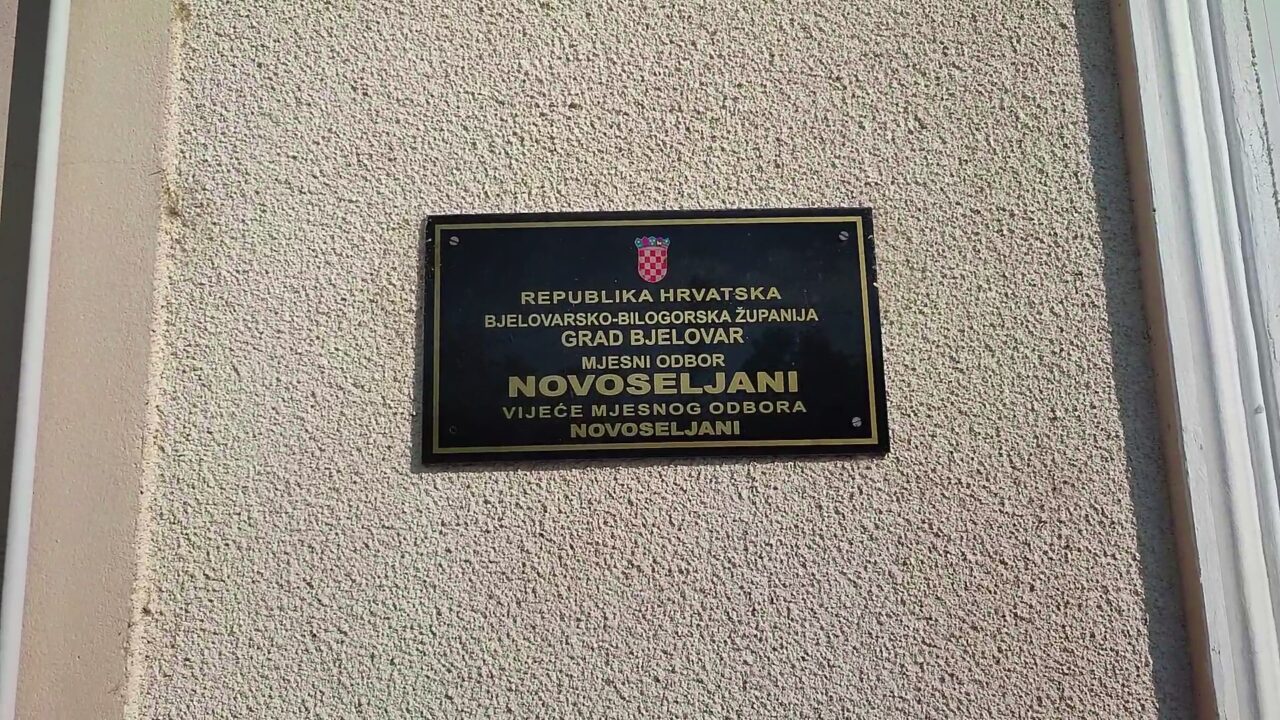 REPUBLIKA HRVATSKA
BJELOVARSKO-BILOGORSKA ŽUPANIJA
GRAD BJELOVAR
MJESNI ODBOR
NOVOSELJANI
VIJEĆE MJESNOG ODBORA
NOVOSELJANI